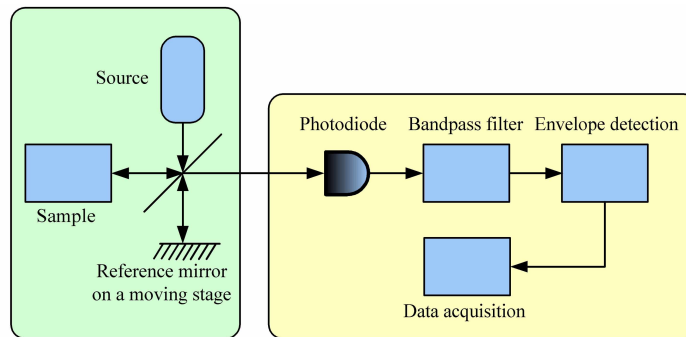 Source
Sample
Reference mirror
on a moving stage
Photodiode
Bandpass filter
Envelope detection
Data acquisition